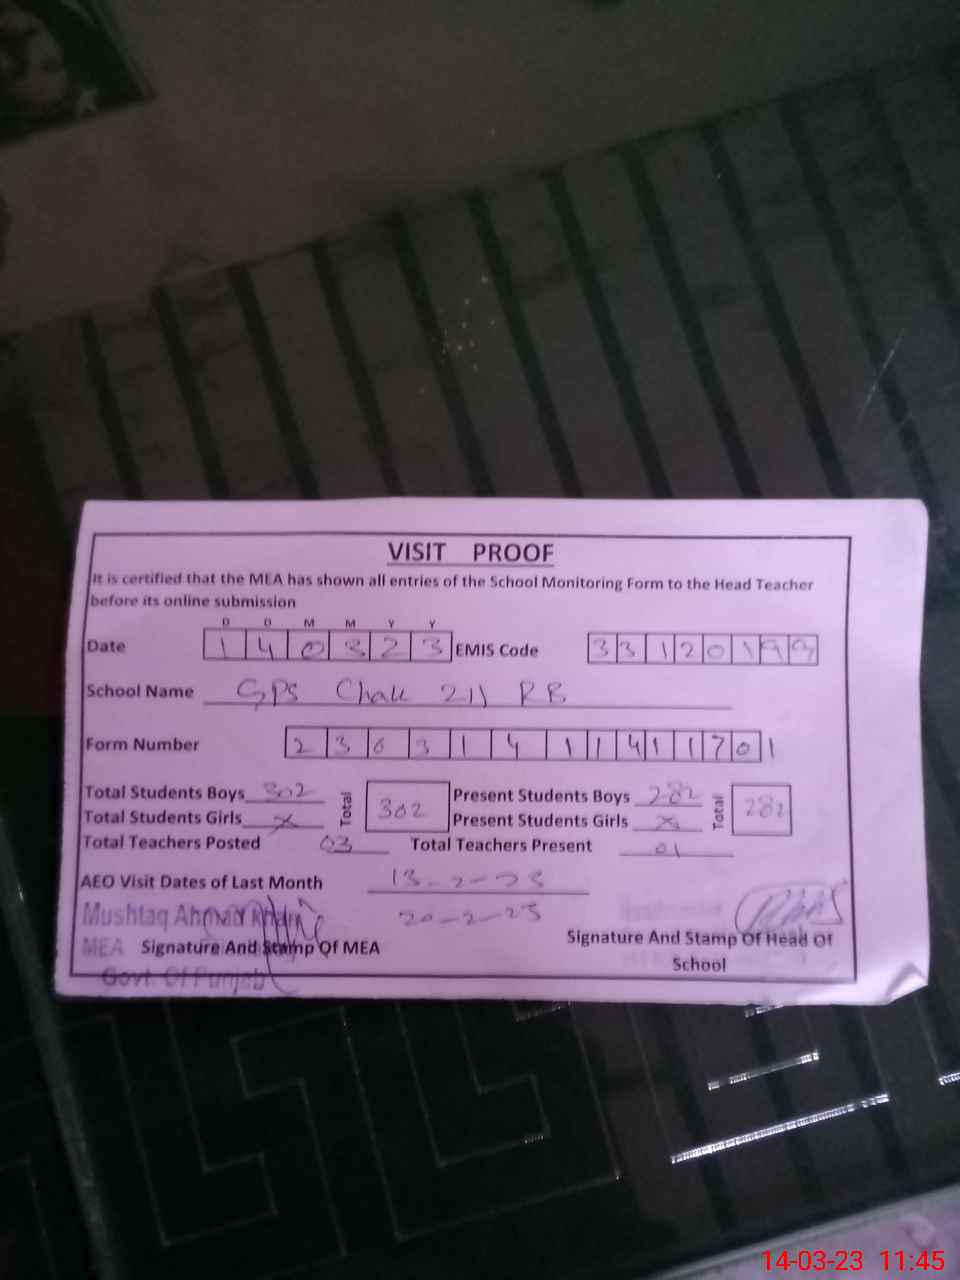 VISIT PROOF
It is certified that the MEA has shown all entries of the School Monitoring Form to the Head Teacher
before its online submission
D D M M Y Y
Date 1 4 0 3 2 3 EMIS Code 3 3 1 2 0 1 9 9
School Name GPS Chak 211 RB
Form Number 2 3 0 3 1 4 1 1 4 1 1 7 0 1
Total Students Boys 302 Total 302 Present Students Boys 282 Total 282
Total Students Girls x Present Students Girls x
Total Teachers Posted 03 Total Teachers Present 01
AEO Visit Dates of Last Month 13-2-23
Mushtaq Ahmad Khan 20-2-23
MEA Signature And Stamp Of MEA Signature And Stamp Of Head Of
School
Govt. Of Punjab
14-03-23 11:45